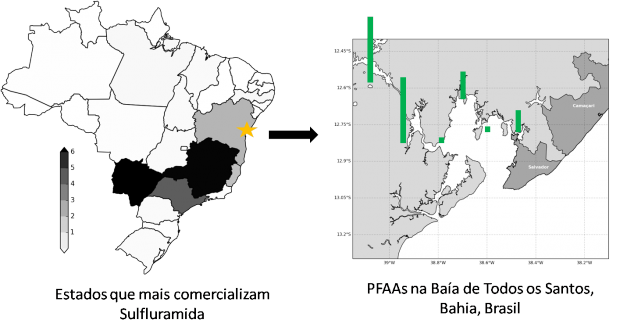 6
5
4
3
2
1
Estados que mais comercializam
Sulfluramida
12.45°S
12.6°S
12.75°S
12.9°S
13.05°S
13.2°S
39°W
38.8°W
38.6°W
38.4°W
38.2°W
Camaçari
Salvador
PFAAs na Baía de Todos os Santos,
Bahia, Brasil